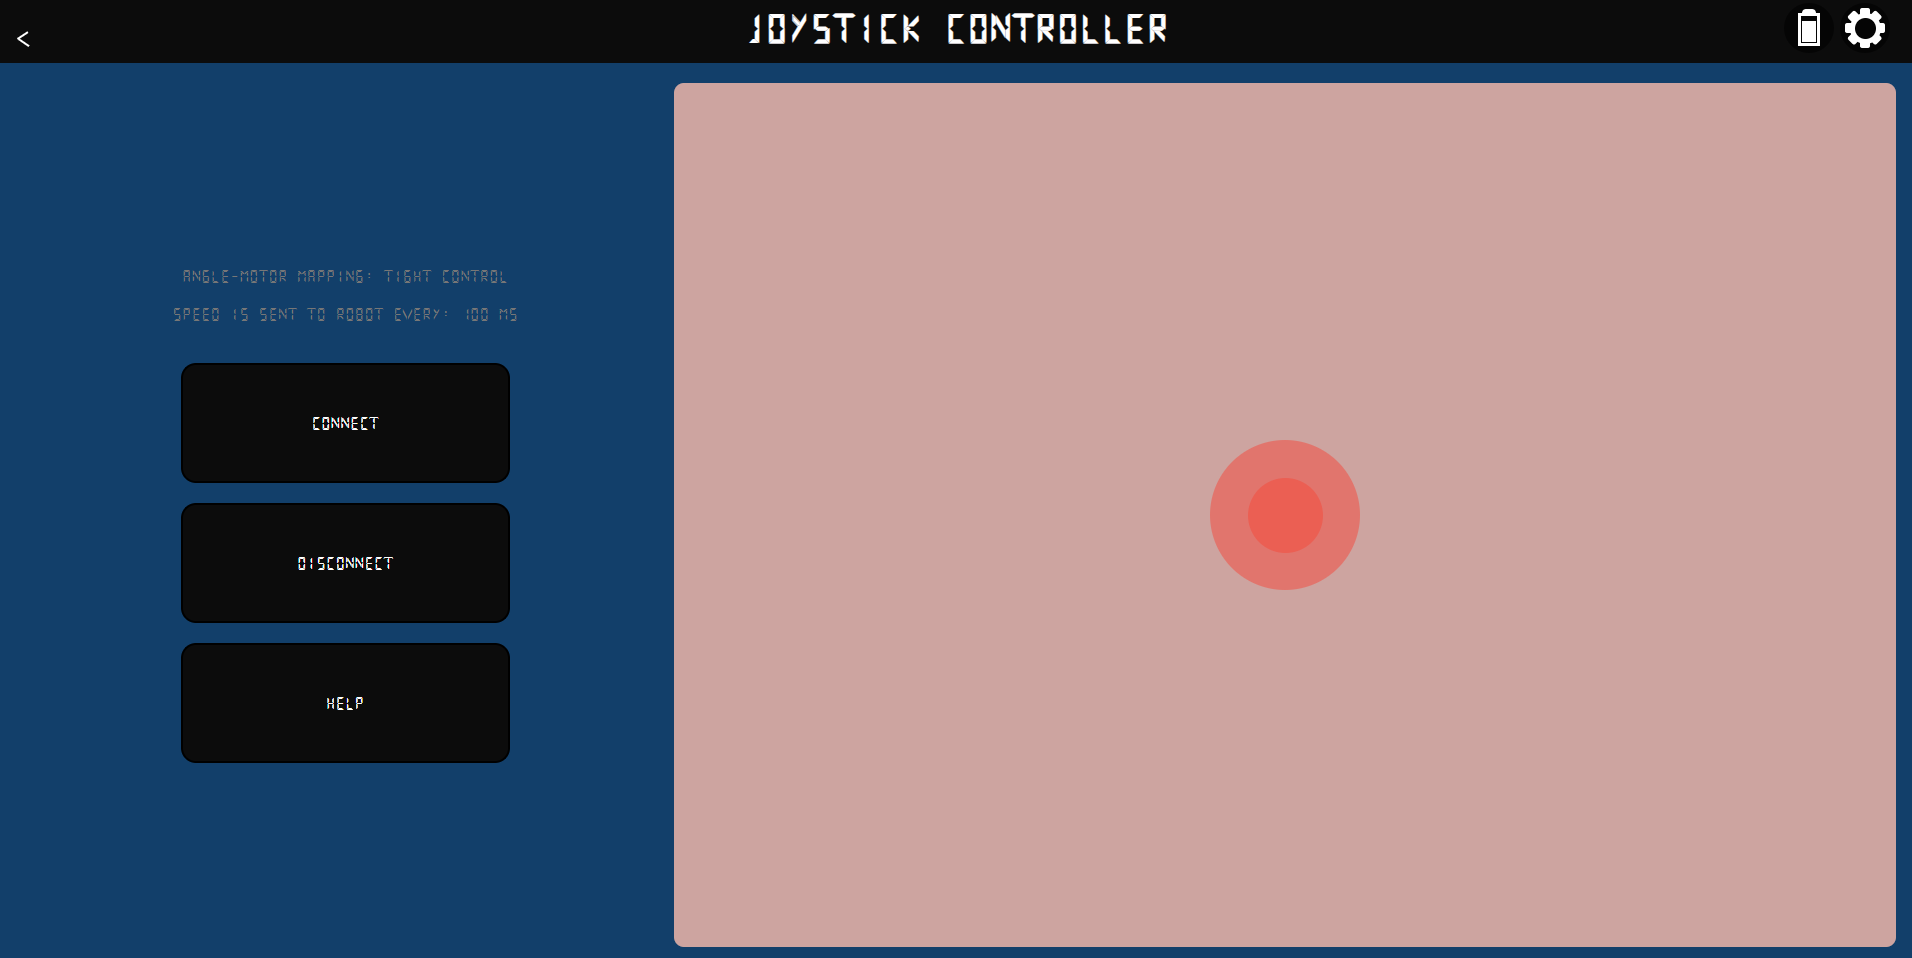 <
JOYSTICK CONTROLLER
ANGLE-MOTOR MAPPING: TIGHT CONTROL
SPEED IS SENT TO ROBOT EVERY: 100 MS
CONNECT
DISCONNECT
HELP